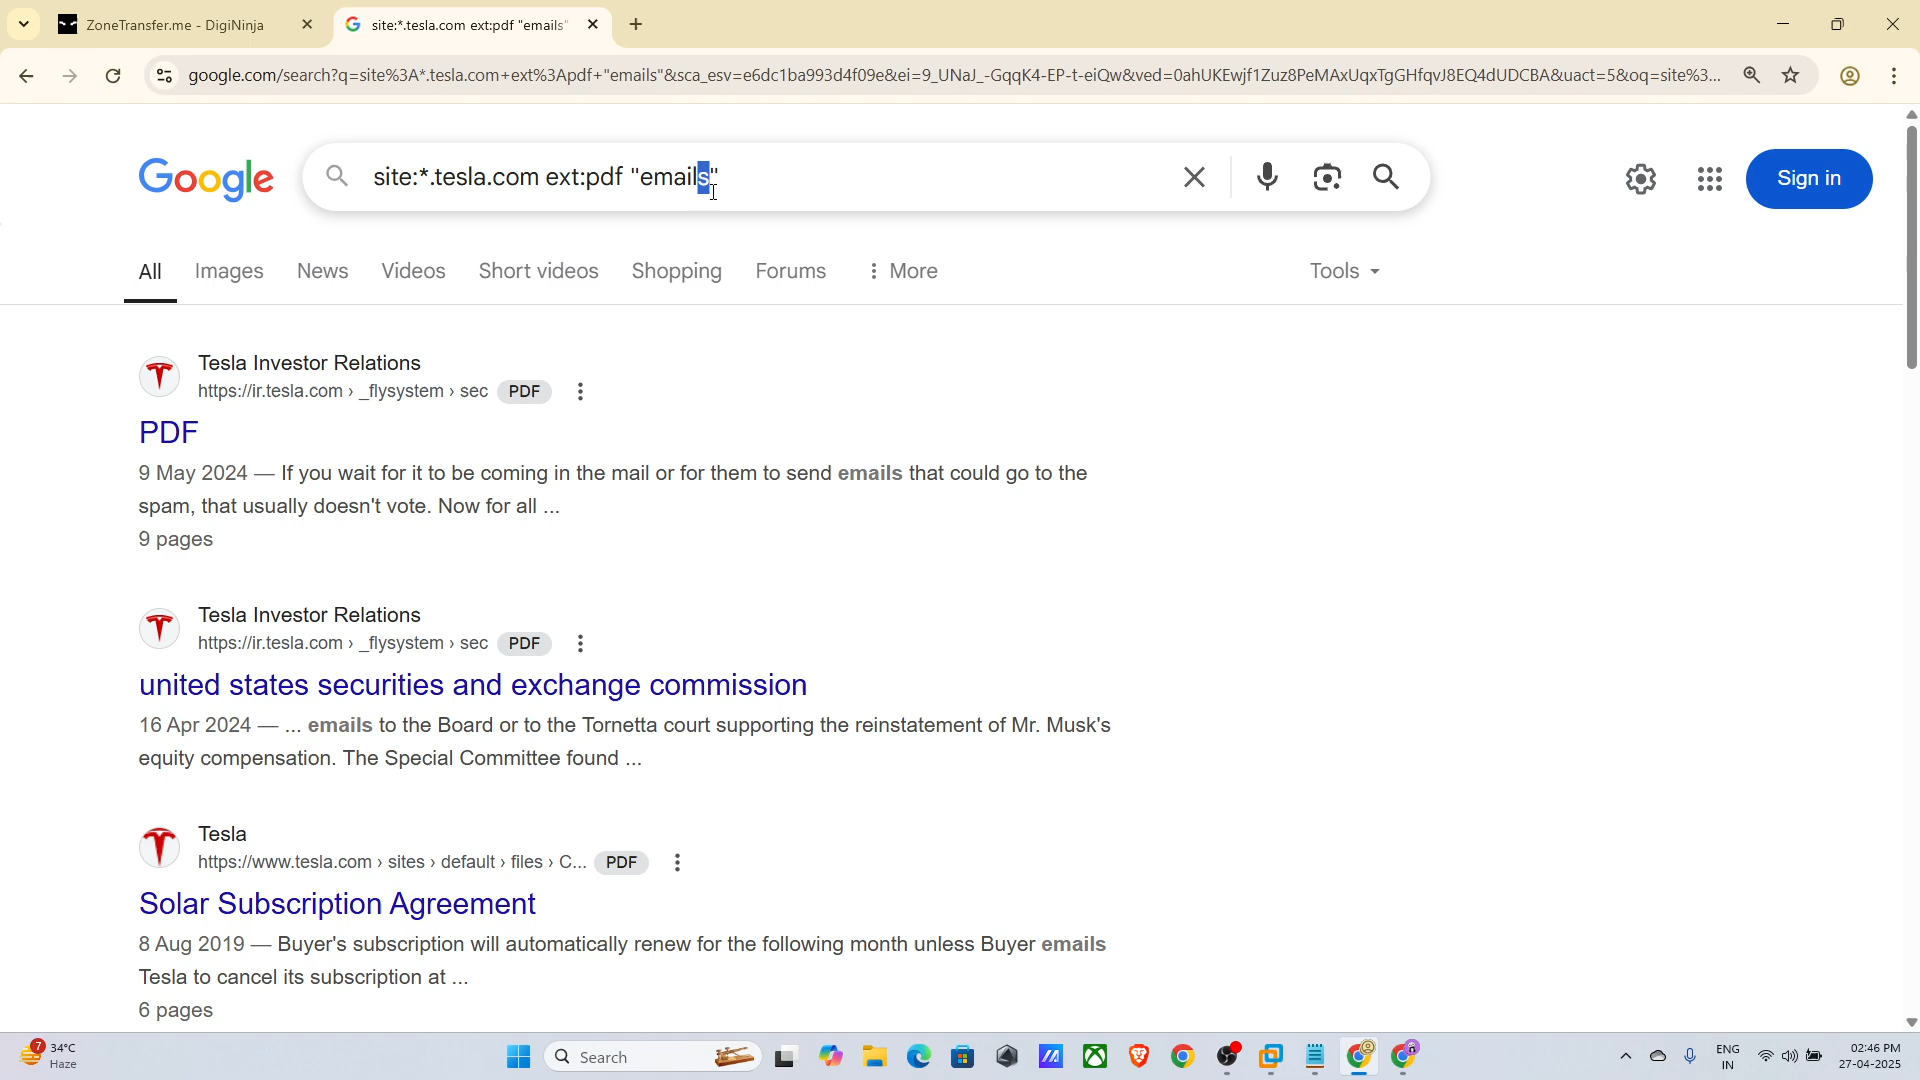 ZoneTransfer.me - DigiNinja
site:*.tesla.com ext:pdf "emails"
google.com/search?q=site%3A*.tesla.com+ext%3Apdf+"emails"&sca_esv=e6dc1ba993d4f09e&ei=9_UNaJ_-GqqK4-EP-t-eiQw&ved=0ahUKEwjf1Zuz8PeMAxUqxTgGHfqvJ8EQ4dUDCBA&uact=5&oq=site%3...
Google
site:*.tesla.com ext:pdf "emails"
Sign in
All
Images
News
Videos
Short videos
Shopping
Forums
More
Tools
Tesla Investor Relations
https://ir.tesla.com › _flysystem › sec PDF
PDF
9 May 2024 — If you wait for it to be coming in the mail or for them to send emails that could go to the
spam, that usually doesn't vote. Now for all ...
9 pages
Tesla Investor Relations
https://ir.tesla.com › _flysystem › sec PDF
united states securities and exchange commission
16 Apr 2024 — ... emails to the Board or to the Tornetta court supporting the reinstatement of Mr. Musk's
equity compensation. The Special Committee found ...
Tesla
https://www.tesla.com › sites › default › files › C... PDF
Solar Subscription Agreement
8 Aug 2019 — Buyer's subscription will automatically renew for the following month unless Buyer emails
Tesla to cancel its subscription at ...
6 pages
7
34°C
Haze
Search
ENG
IN
02:46 PM
27-04-2025